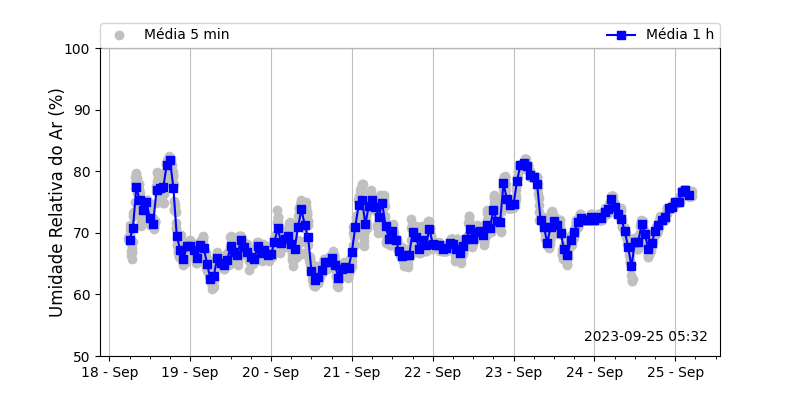 Média 5 min
Média 1 h
Umidade Relativa do Ar (%)
100
90
80
70
60
50
2023-09-25 05:32
18 - Sep
19 - Sep
20 - Sep
21 - Sep
22 - Sep
23 - Sep
24 - Sep
25 - Sep